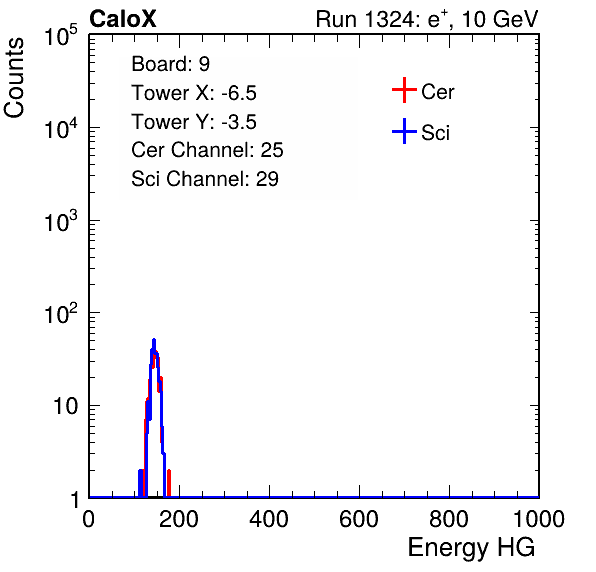 CaloX Run 1324: e⁺, 10 GeV
Counts
Board: 9
Tower X: -6.5
Tower Y: -3.5
Cer Channel: 25
Sci Channel: 29
Cer
Sci
10⁵
10⁴
10³
10²
10
1
0 200 400 600 800 1000
Energy HG